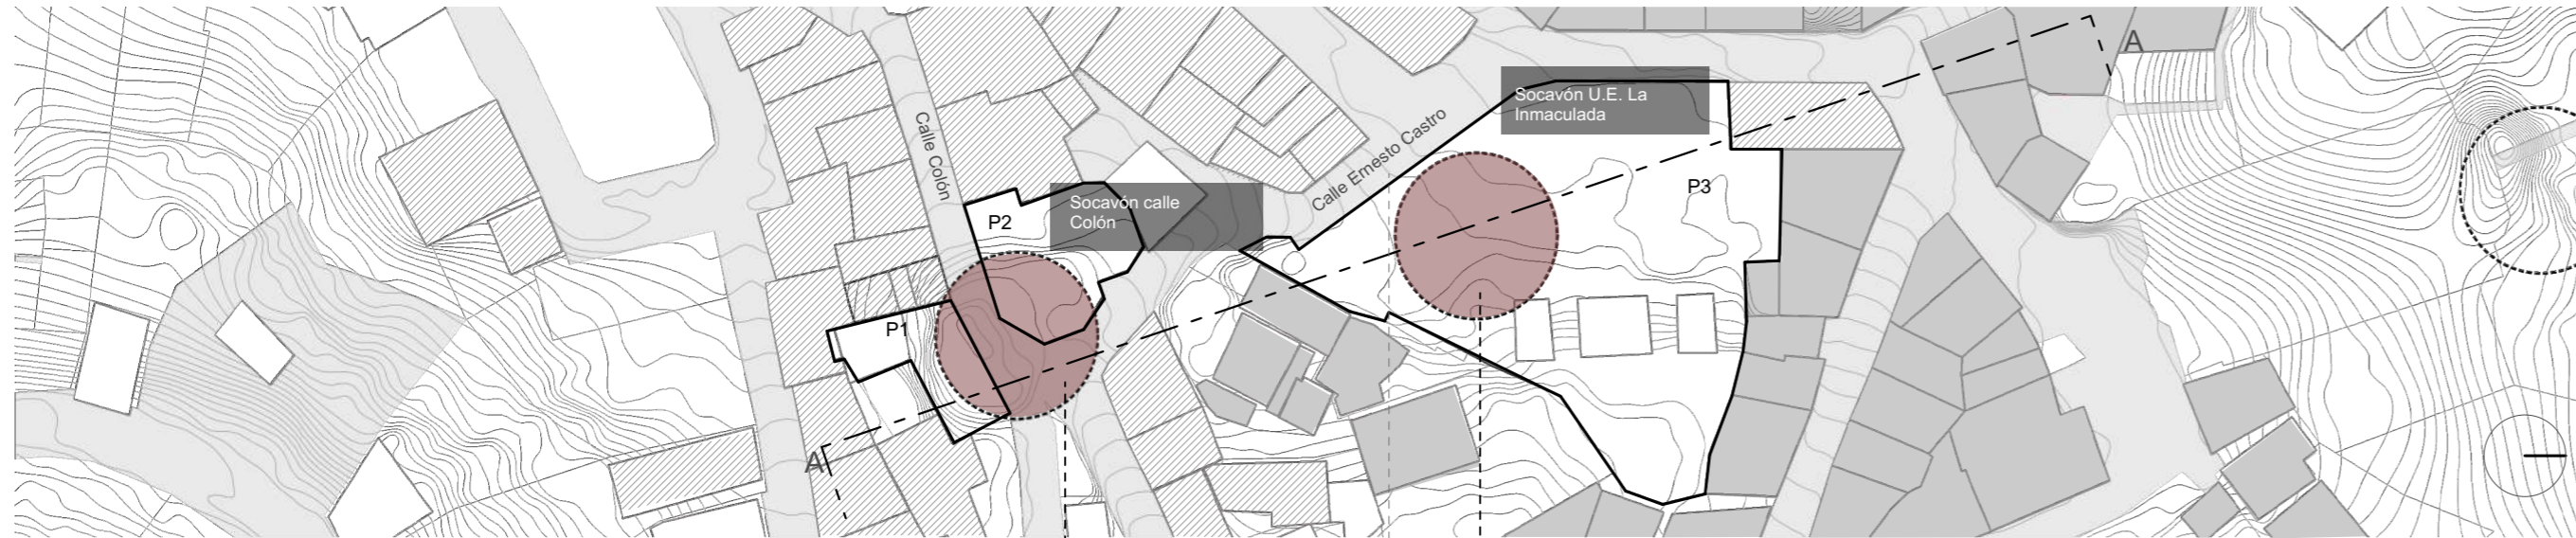 A
Socavón U.E. La
Inmaculada
Calle Colón
Calle Ernesto Castro
P3
Socavón calle
Colón
P2
P1
A